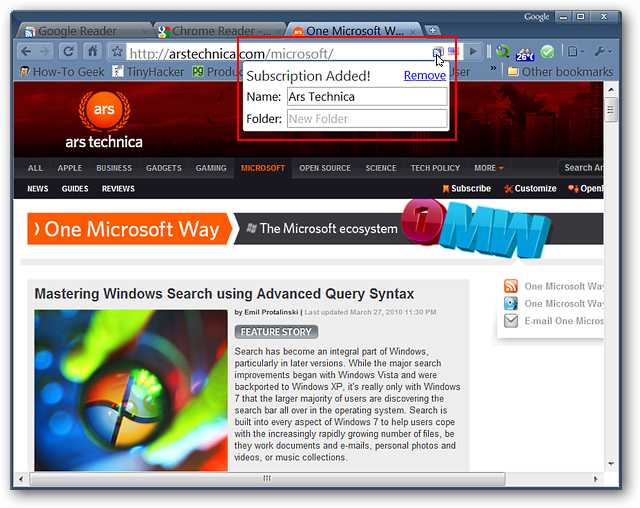 Google
Google Reader
Chrome Reader -...
One Microsoft W...
http://arstechnica.com/microsoft/
26°
How-To Geek
TinyHacker
Produc
User
»
Other bookmarks
Subscription Added!
Remove
Name: Ars Technica
Folder: New Folder
ars
ars technica
ALL APPLE BUSINESS GADGETS GAMING MICROSOFT OPEN SOURCE SCIENCE TECH POLICY MORE Search Ar
NEWS GUIDES REVIEWS Subscribe Customize OpenI
One Microsoft Way
The Microsoft ecosystem
1MW
Mastering Windows Search using Advanced Query Syntax
by Emil Protalinski | Last updated March 27, 2010 11:30 PM
FEATURE STORY
Search has become an integral part of Windows,
particularly in later versions. While the major search
improvements began with Windows Vista and were
backported to Windows XP, it's really only with Windows
7 that the larger majority of users are discovering the
search bar all over in the operating system. Search is
built into every aspect of Windows 7 to help users cope
with the increasingly rapidly growing number of files, be
they work documents and e-mails, personal photos and
videos, or music collections.
One Microsoft Way
One Microsoft Way
E-mail One Micros